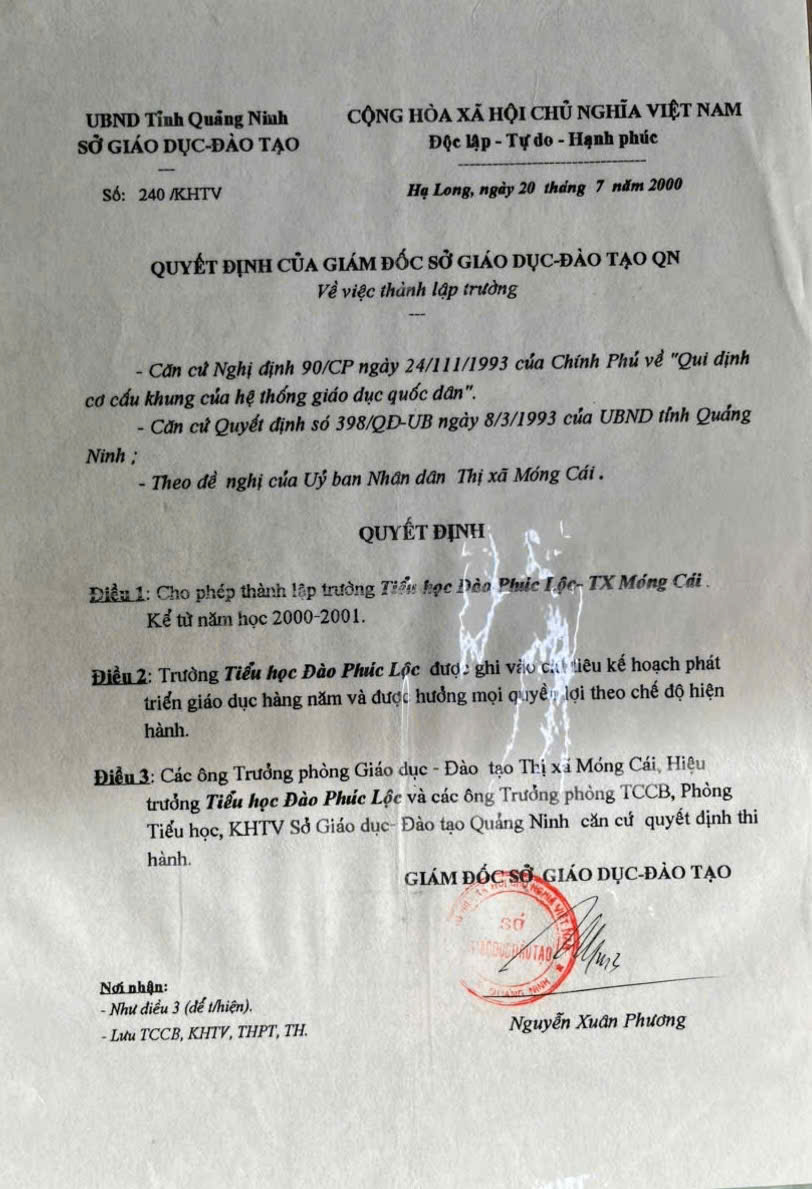 UBND Tỉnh Quảng Ninh
SỞ GIÁO DỤC-ĐÀO TẠO
Số: 240 /KHTV
CỘNG HÒA XÃ HỘI CHỦ NGHĨA VIỆT NAM
Độc lập - Tự do - Hạnh phúc
Hạ Long, ngày 20 tháng 7 năm 2000
QUYẾT ĐỊNH CỦA GIÁM ĐỐC SỞ GIÁO DỤC-ĐÀO TẠO QN
Về việc thành lập trường
- Căn cứ Nghị định 90/CP ngày 24/111/1993 của Chính Phủ về "Qui định
cơ cấu khung của hệ thống giáo dục quốc dân".
- Căn cứ Quyết định số 398/QĐ-UB ngày 8/3/1993 của UBND tỉnh Quảng
Ninh ;
- Theo đề nghị của Uỷ ban Nhân dân Thị xã Móng Cái .
QUYẾT ĐỊNH
Điều 1: Cho phép thành lập trường Tiểu học Đào Phúc Lộc- TX Móng Cái .
Kể từ năm học 2000-2001.
Điều 2: Trường Tiểu học Đào Phúc Lộc được ghi vào chỉ tiêu kế hoạch phát
triển giáo dục hàng năm và được hưởng mọi quyền lợi theo chế độ hiện
hành.
Điều 3: Các ông Trưởng phòng Giáo dục - Đào tạo Thị xã Móng Cái, Hiệu
trưởng Tiểu học Đào Phúc Lộc và các ông Trưởng phòng TCCB, Phòng
Tiểu học, KHTV Sở Giáo dục- Đào tạo Quảng Ninh căn cứ quyết định thi
hành.
GIÁM ĐỐC SỞ GIÁO DỤC-ĐÀO TẠO
SỞ
QUẢNG NINH
Nguyễn Xuân Phương
Nơi nhận:
- Như điều 3 (để t/hiện).
- Lưu TCCB, KHTV, THPT, TH.